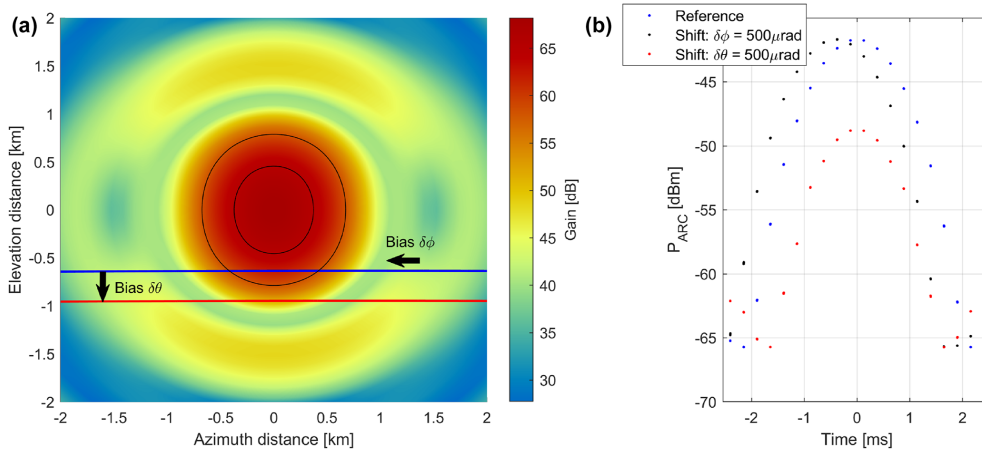 (a)
2
1.5
1
0.5
0
-0.5
-1
-1.5
-2
Elevation distance [km]
Bias δϕ
Bias δθ
-2 -1.5 -1 -0.5 0 0.5 1 1.5 2
Azimuth distance [km]
65
60
55
50
45
40
35
30
Gain [dB]
(b)
Reference
Shift: δϕ = 500μrad
Shift: δθ = 500μrad
-45
-50
-55
-60
-65
-70
P_ARC [dBm]
-2 -1 0 1 2
Time [ms]